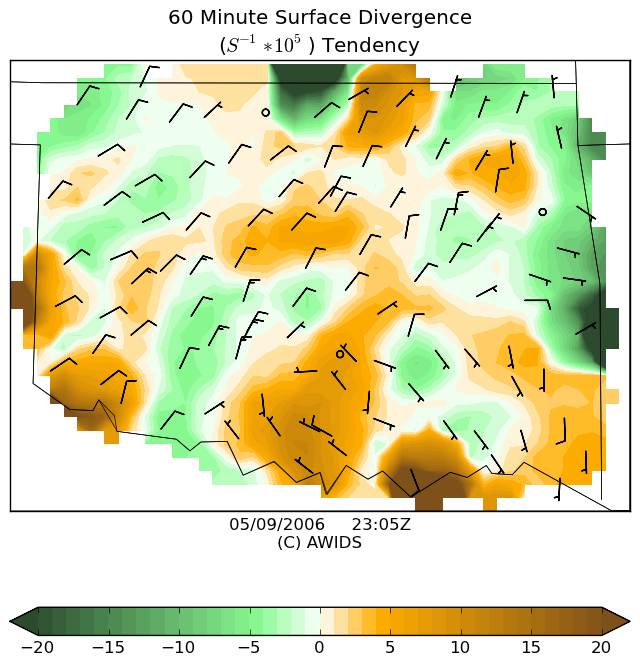 60 Minute Surface Divergence
(S⁻¹ * 10⁵ ) Tendency
05/09/2006 23:05Z
(C) AWIDS
−20 −15 −10 −5 0 5 10 15 20